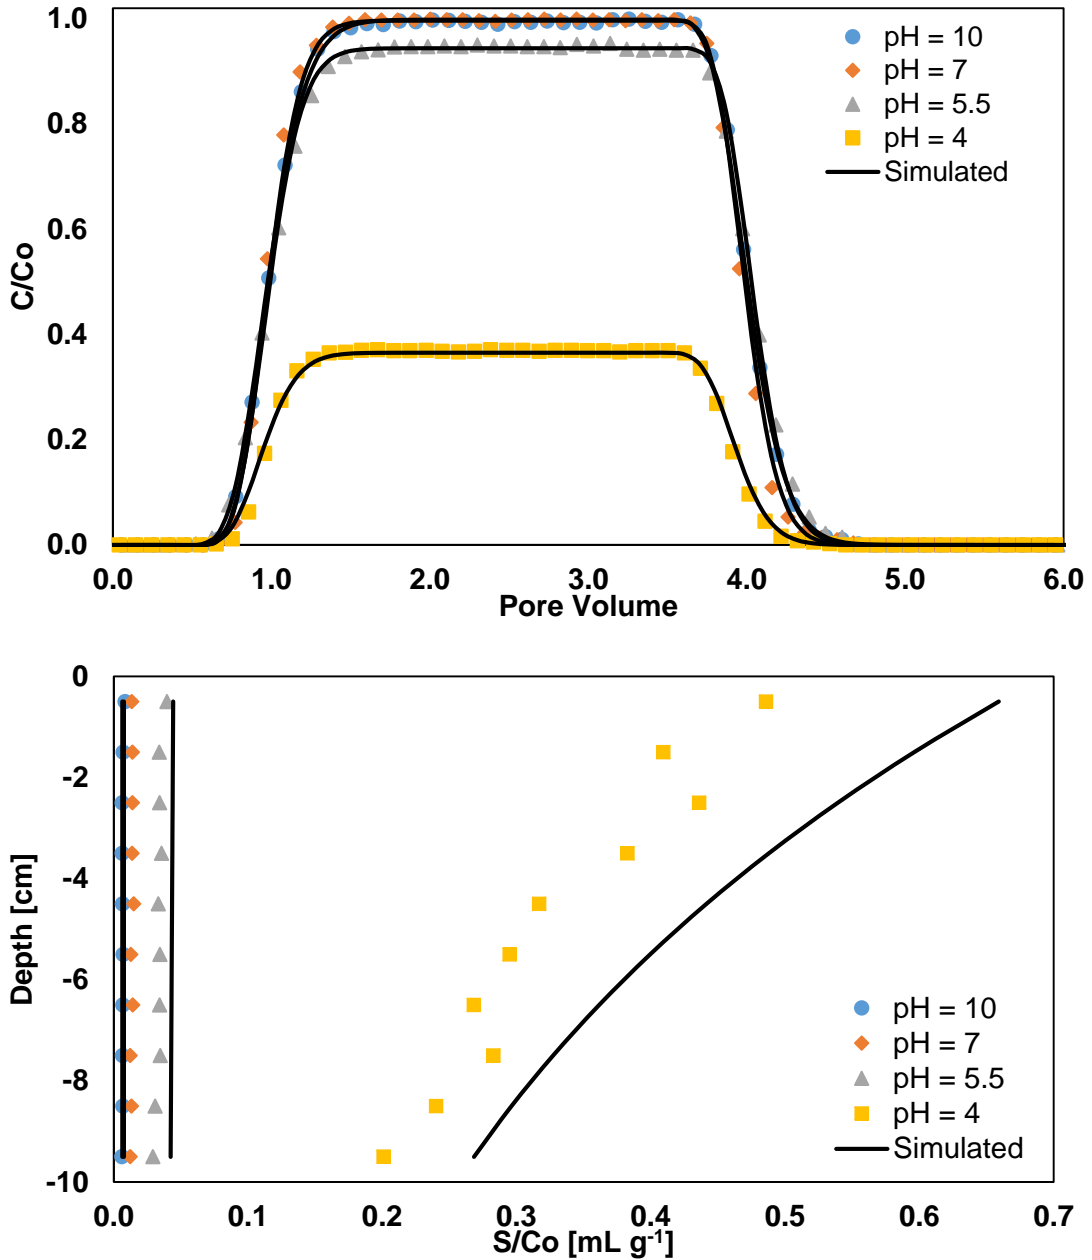 1.0
0.8
0.6
0.4
0.2
0.0
C/Co
pH = 10
pH = 7
pH = 5.5
pH = 4
Simulated
0.0 1.0 2.0 3.0 4.0 5.0 6.0
Pore Volume
0
-2
-4
-6
-8
-10
Depth [cm]
pH = 10
pH = 7
pH = 5.5
pH = 4
Simulated
0.0 0.1 0.2 0.3 0.4 0.5 0.6 0.7
S/Co [mL g⁻¹]